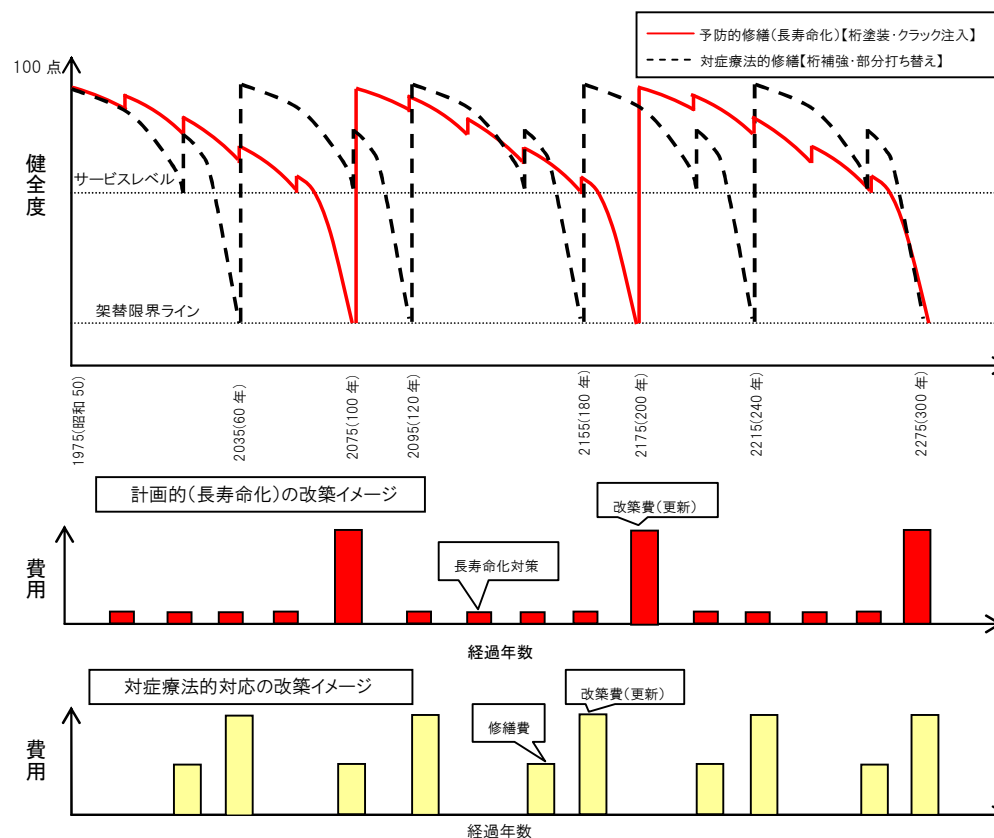 予防的修繕(長寿命化)【桁塗装・クラック注入】
対症療法的修繕【桁補強・部分打ち替え】
100 点
健全度
サービスレベル
架替限界ライン
1975(昭和 50)
2035(60 年)
2075(100 年)
2095(120 年)
2155(180 年)
2175(200 年)
2215(240 年)
2275(300 年)
計画的(長寿命化)の改築イメージ
改築費(更新)
長寿命化対策
費用
経過年数
対症療法的対応の改築イメージ
改築費(更新)
修繕費
費用
経過年数